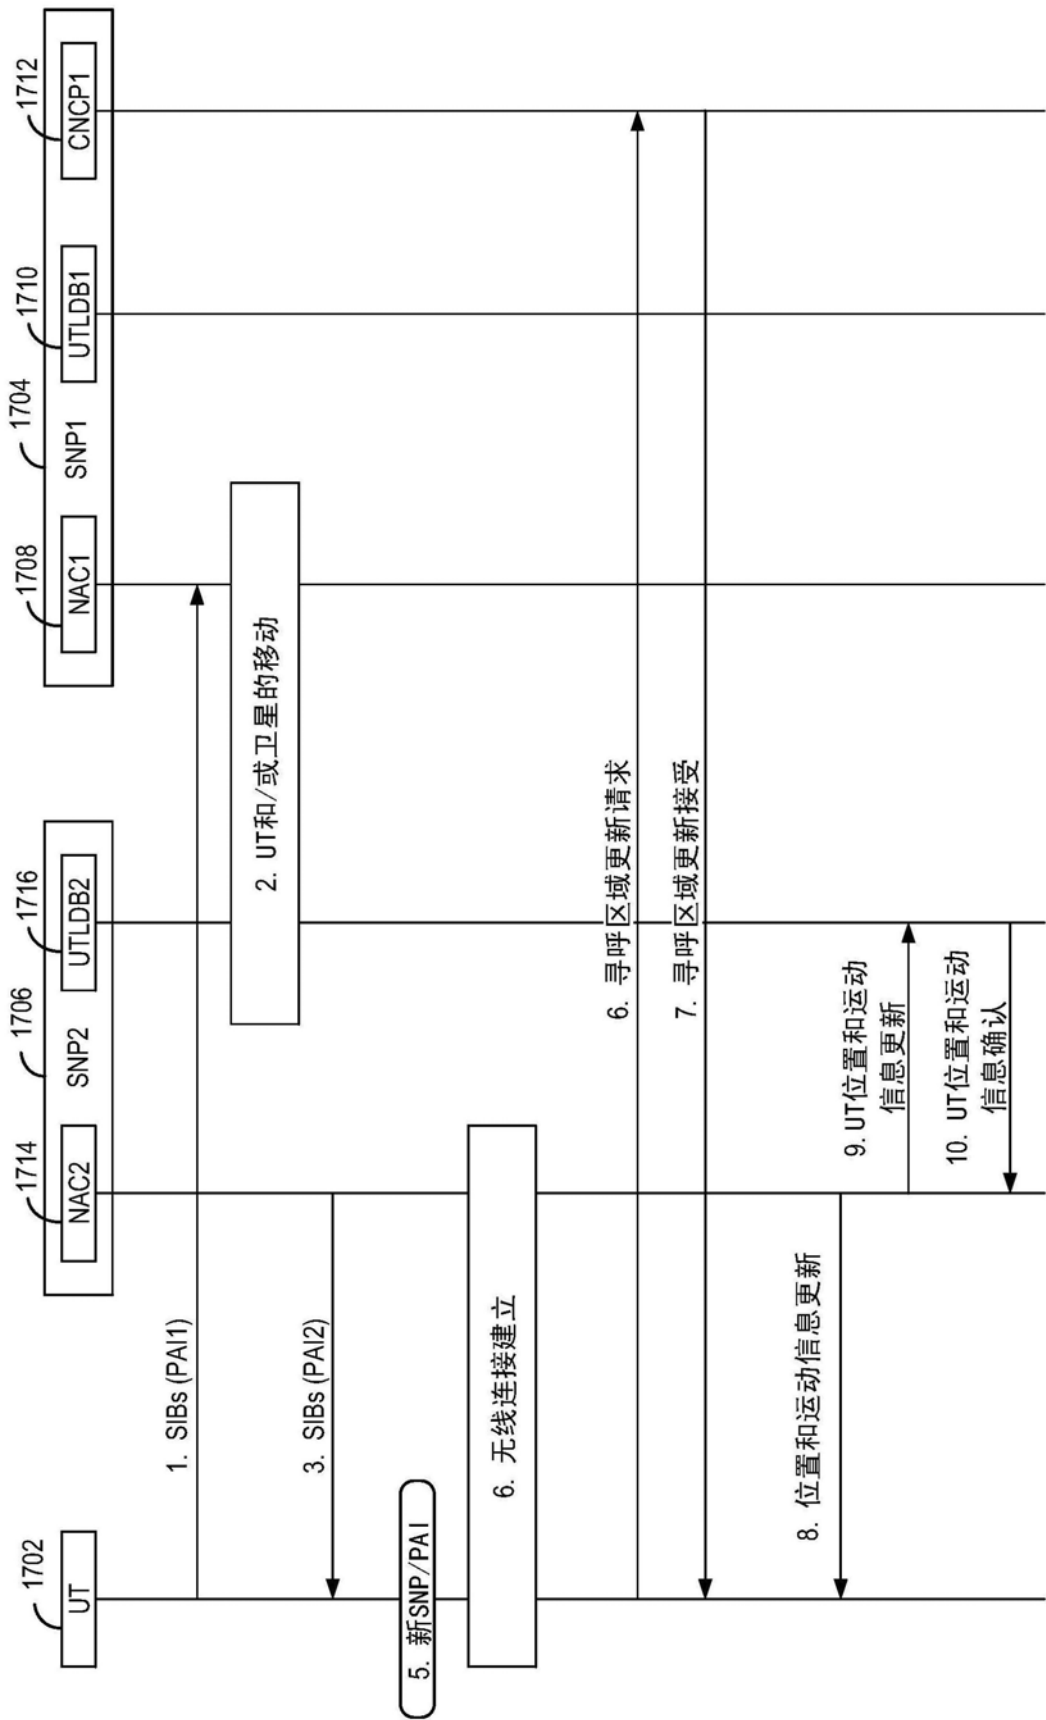 1702
UT
1714
NAC2
1706
SNP2
1716
UTLDB2
1708
NAC1
1704
SNP1
1710
UTLDB1
1712
CNCP1
1. SIBs (PAI1)
2. UT和/或卫星的移动
3. SIBs (PAI2)
5. 新SNP/PAI
6. 无线连接建立
6. 寻呼区域更新请求
7. 寻呼区域更新接受
8. 位置和运动信息更新
9. UT位置和运动
信息更新
10. UT位置和运动
信息确认